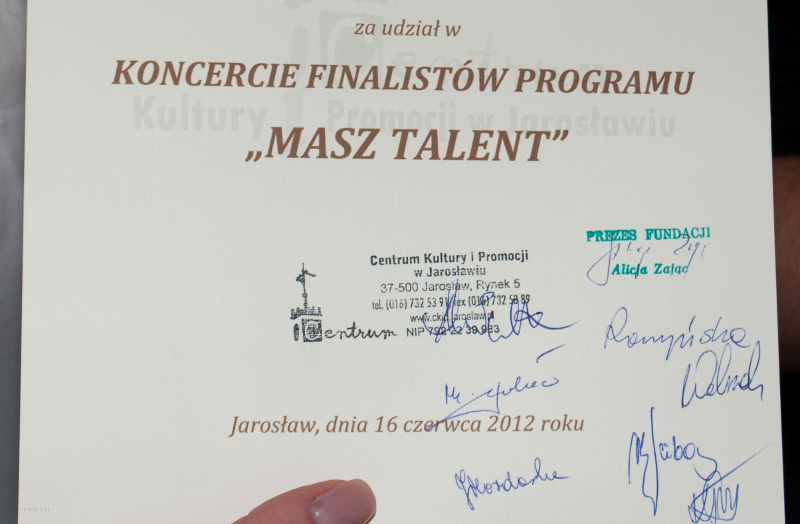 za udział w
KONCERCIE FINALISTÓW PROGRAMU
Kultury i Promocji w Jarosławiu
„MASZ TALENT”
PREZES FUNDACJI
Alicja Zając
Centrum Kultury i Promocji
w Jarosławiu
37-500 Jarosław, Rynek 5
tel. (016) 732 53 91 fex (016) 732 58 89
www.ckip.jaroslaw.pl
NIP 792 22 39 983
Centrum
Jarosław, dnia 16 czerwca 2012 roku